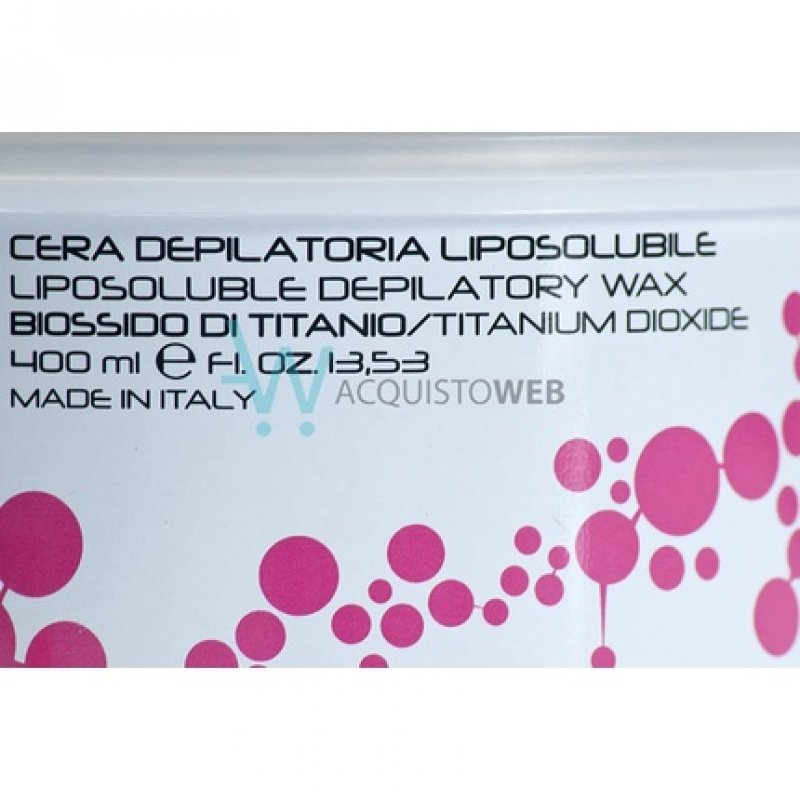 CERA DEPILATORIA LIPOSOLUBILE
LIPOSOLUBLE DEPILATORY WAX
BIOSSIDO DI TITANIO/TITANIUM DIOXIDE
400 ml e Fl. OZ. 13,53
MADE IN ITALY
ACQUISTOWEB